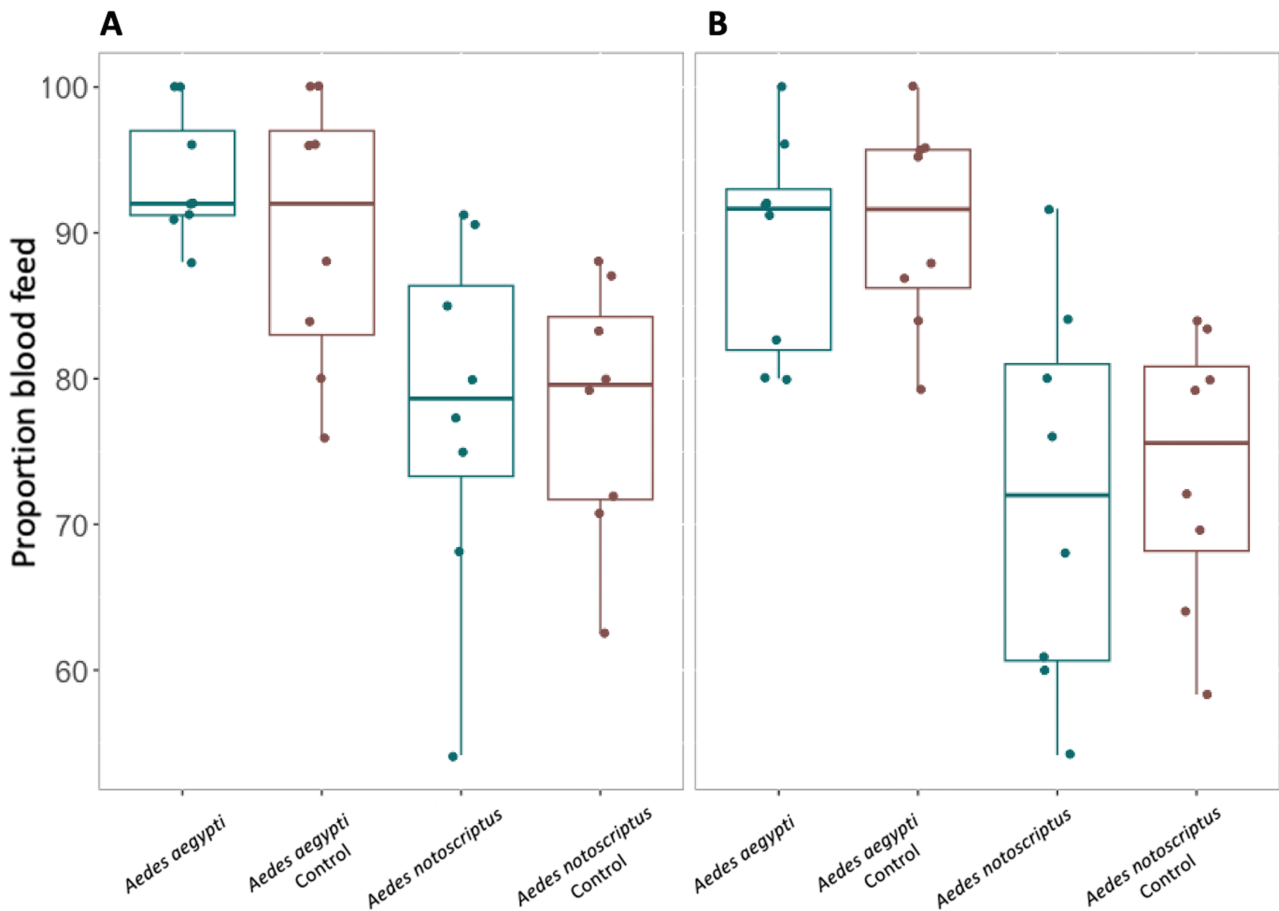 A
B
Proportion blood feed
100
90
80
70
60
Aedes aegypti
Aedes aegypti
Control
Aedes notoscriptus
Aedes notoscriptus
Control
Aedes aegypti
Aedes aegypti
Control
Aedes notoscriptus
Aedes notoscriptus
Control